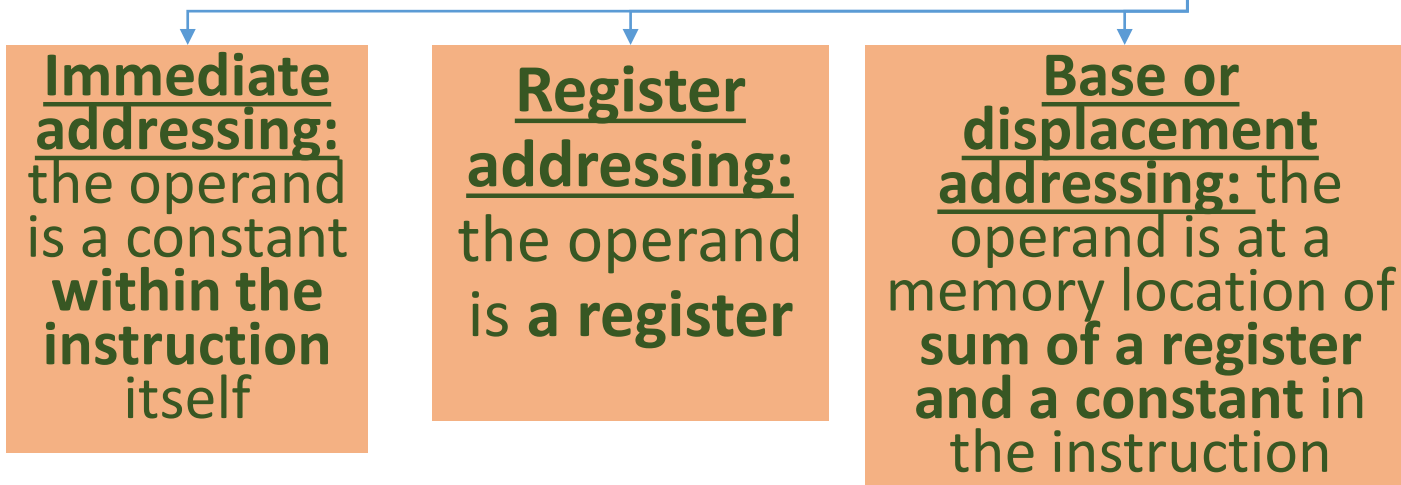 Immediate
addressing:
the operand
is a constant
within the
instruction
itself
Register
addressing:
the operand
is a register
Base or
displacement
addressing: the
operand is at a
memory location of
sum of a register
and a constant in
the instruction